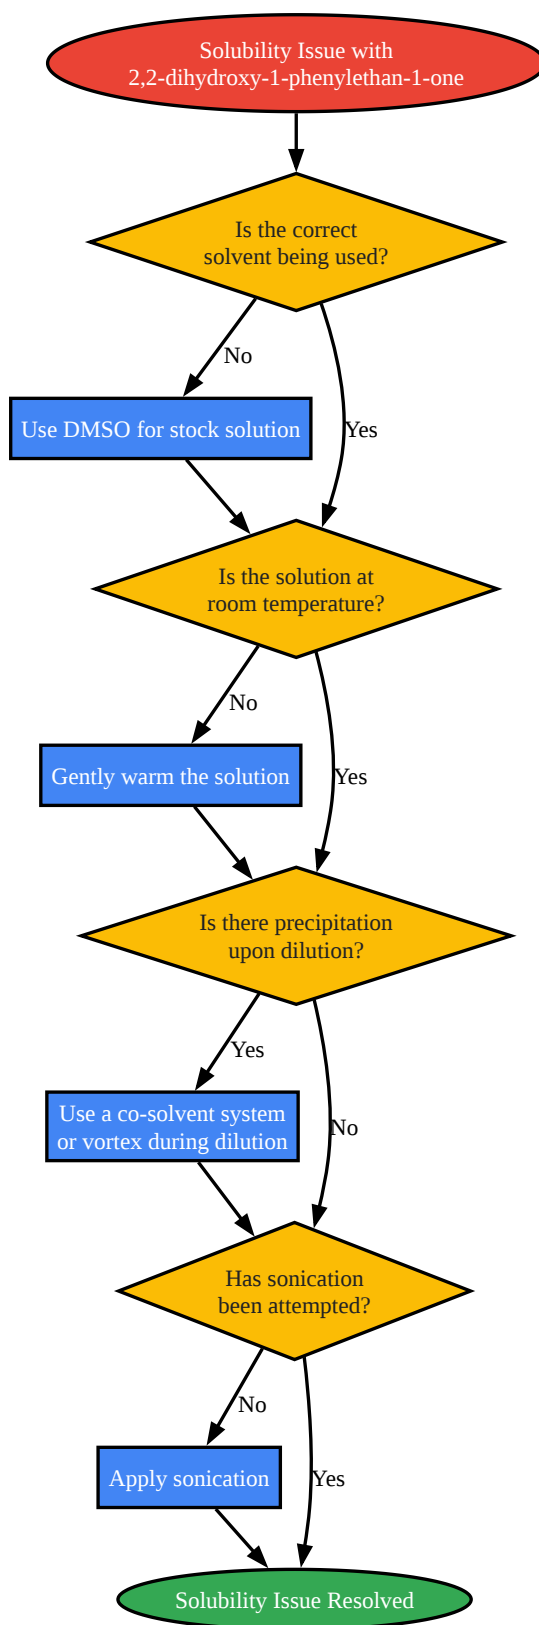 Solubility Issue with
2,2-dihydroxy-1-phenylethan-1-one
Is the correct
solvent being used?
No
Use DMSO for stock solution
Yes
Is the solution at
room temperature?
No
Gently warm the solution
Yes
Is there precipitation
upon dilution?
Yes
Use a co-solvent system
or vortex during dilution
No
Has sonication
been attempted?
No
Apply sonication
Yes
Solubility Issue Resolved